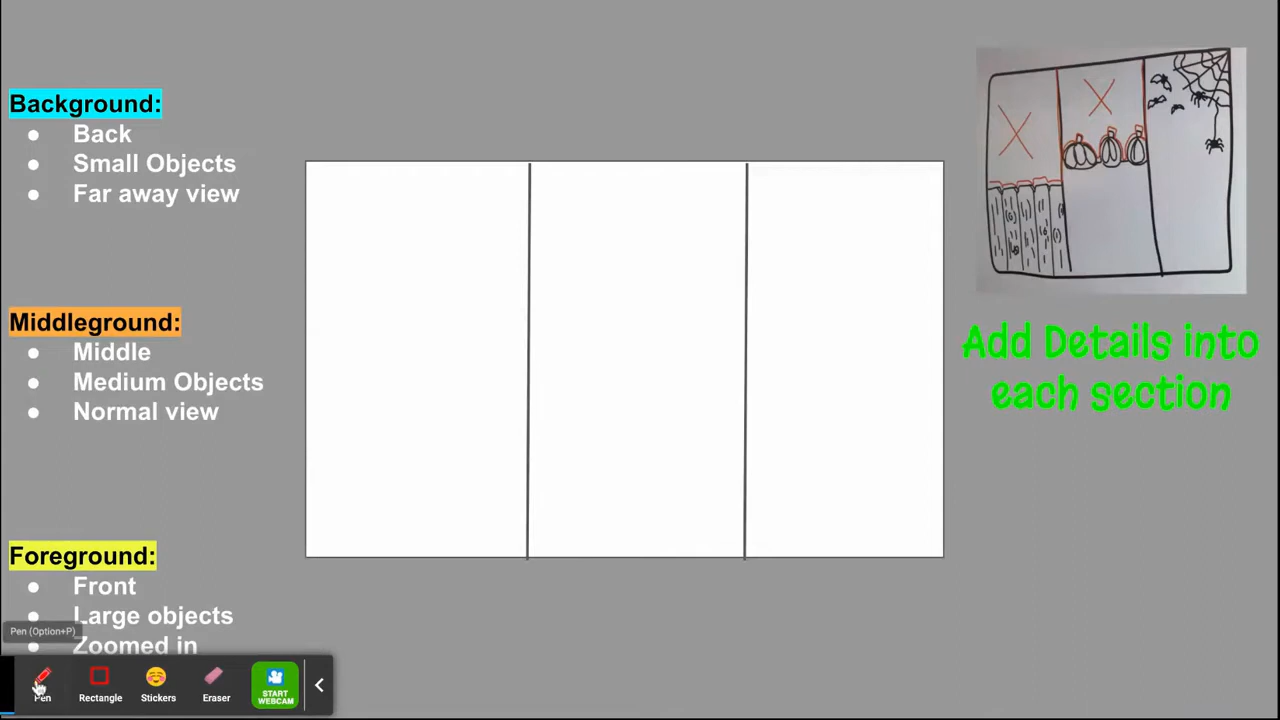 Background:
Back
Small Objects
Far away view
Middleground:
Middle
Medium Objects
Normal view
Foreground:
Front
Large objects
Zoomed in
Add Details into
each section
Pen (Option+P)
Pen
Rectangle
Stickers
Eraser
START
WEBCAM